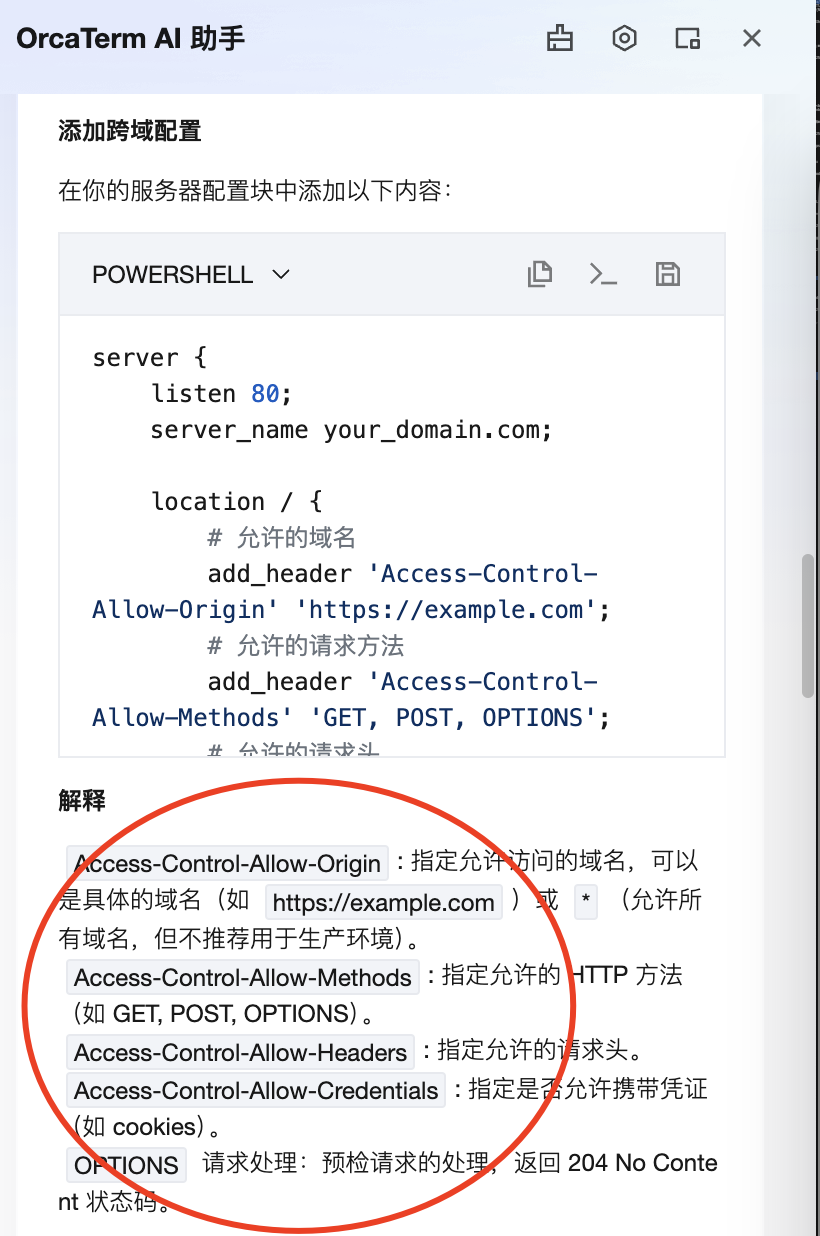 OrcaTerm AI 助手
添加跨域配置
在你的服务器配置块中添加以下内容：
POWERSHELL
server {
    listen 80;
    server_name your_domain.com;
    location / {
        # 允许的域名
        add_header 'Access-Control-
Allow-Origin' 'https://example.com';
        # 允许的请求方法
        add_header 'Access-Control-
Allow-Methods' 'GET, POST, OPTIONS';
        # 允许的请求头
解释
Access-Control-Allow-Origin ：指定允许访问的域名，可以
是具体的域名（如 https://example.com ）或 * （允许所
有域名，但不推荐用于生产环境）。
Access-Control-Allow-Methods ：指定允许的 HTTP 方法
（如 GET, POST, OPTIONS）。
Access-Control-Allow-Headers ：指定允许的请求头。
Access-Control-Allow-Credentials ：指定是否允许携带凭证
（如 cookies）。
OPTIONS 请求处理：预检请求的处理，返回 204 No Conte
nt 状态码。